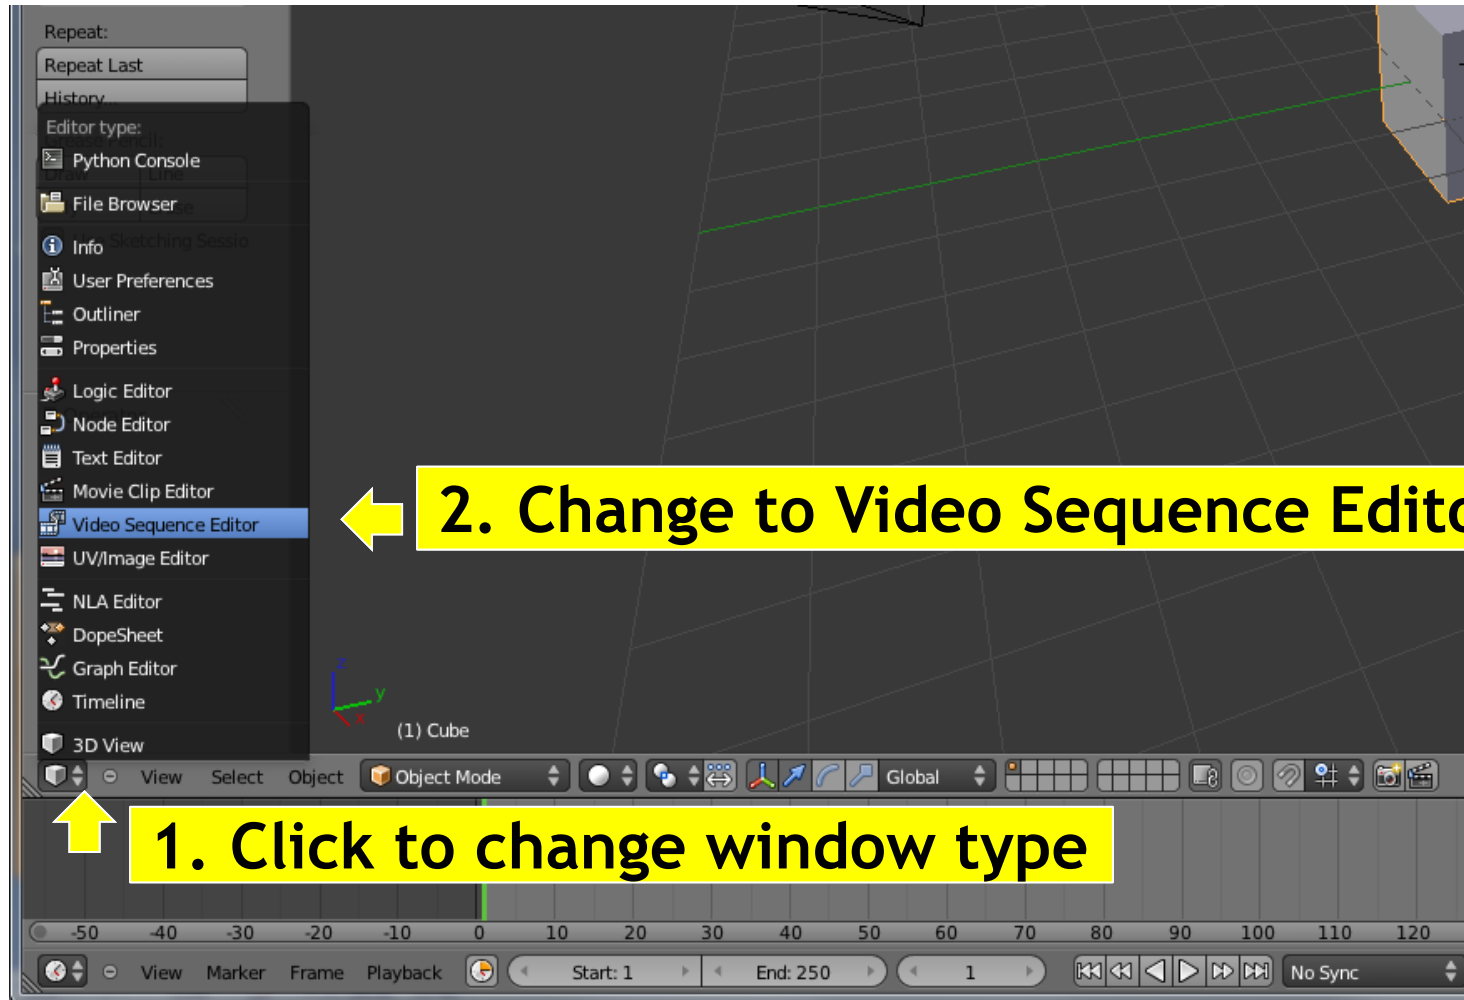 Repeat:
Repeat Last
History...
Editor type:
Python Console
File Browser
Info
User Preferences
Outliner
Properties
Logic Editor
Node Editor
Text Editor
Movie Clip Editor
Video Sequence Editor
2. Change to Video Sequence Edito
UV/Image Editor
NLA Editor
DopeSheet
Graph Editor
Timeline
3D View
z
y
x
(1) Cube
View Select Object Object Mode Global
1. Click to change window type
-50 -40 -30 -20 -10 0 10 20 30 40 50 60 70 80 90 100 110 120
View Marker Frame Playback Start: 1 End: 250 1 No Sync